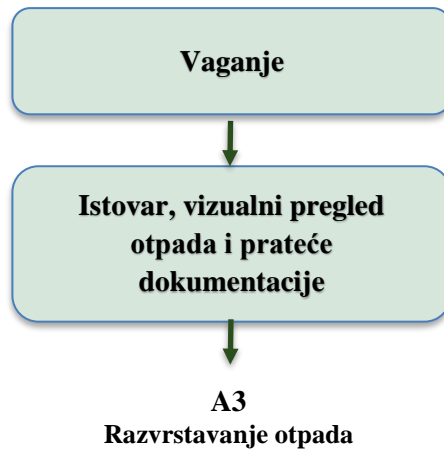 Vaganje
Istovar, vizualni pregled
otpada i prateće
dokumentacije
A3
Razvrstavanje otpada